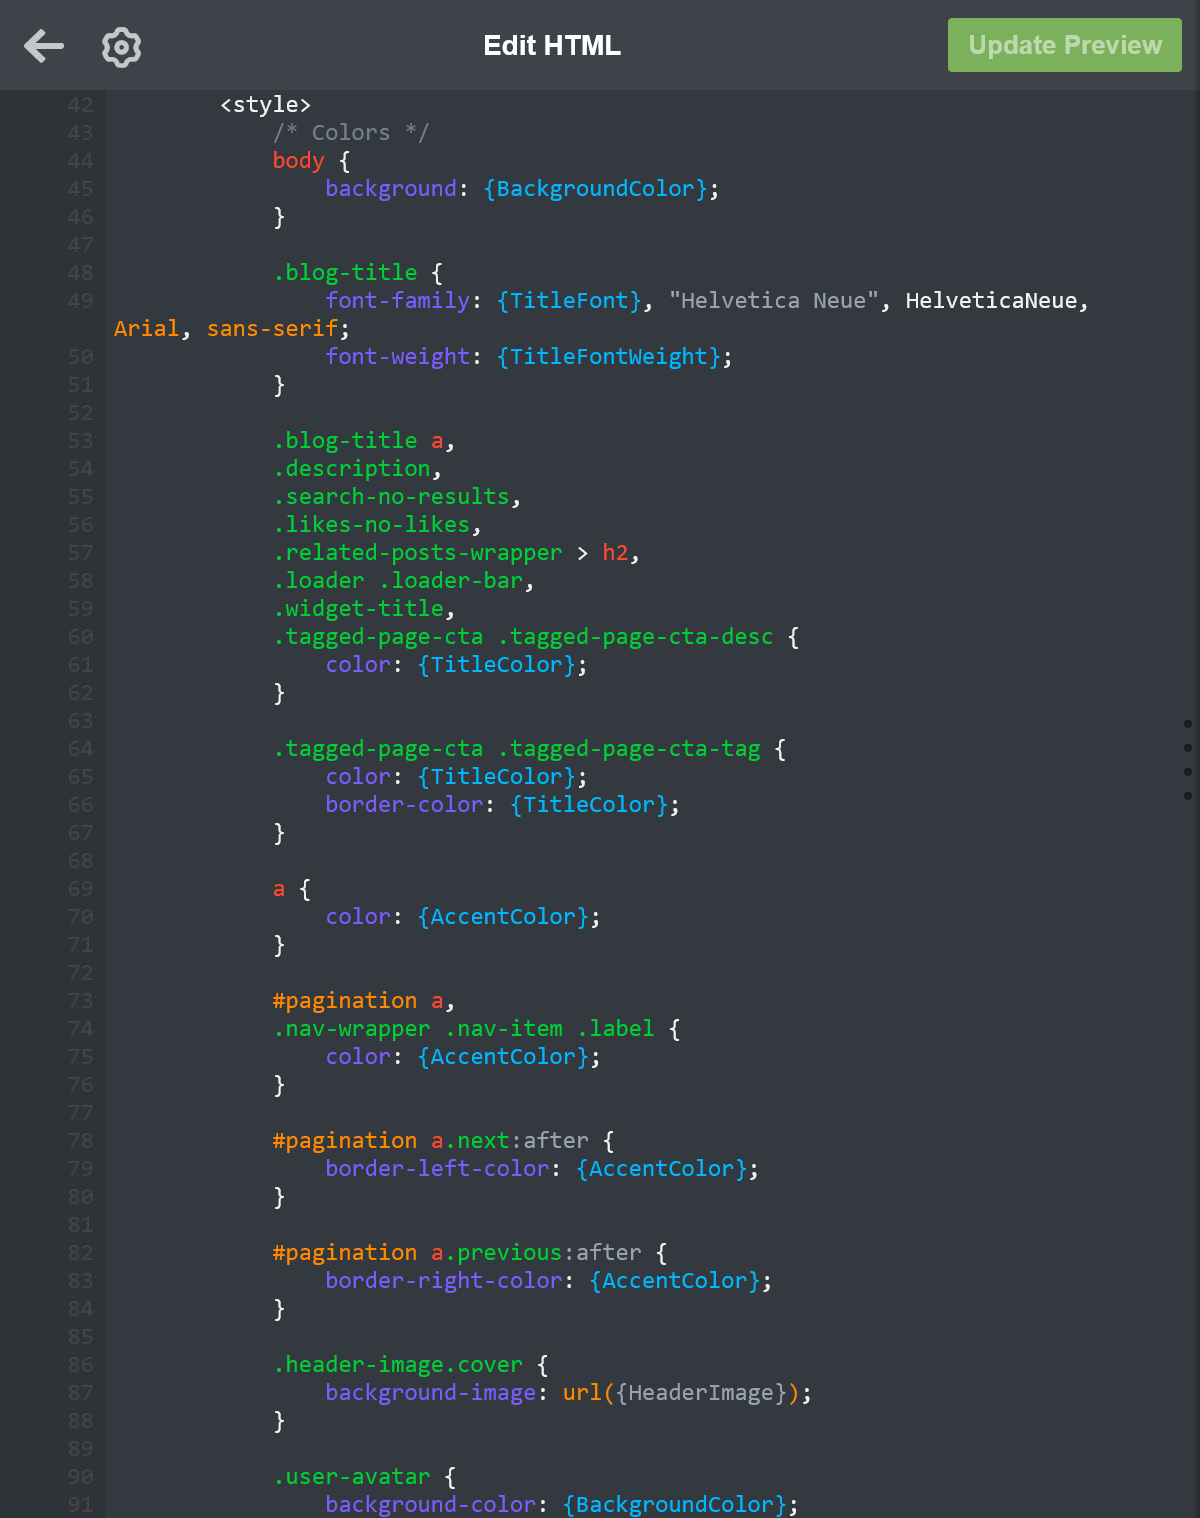 Edit HTML
Update Preview
42 <style>
43 /* Colors */
44 body {
45 background: {BackgroundColor};
46 }
47
48 .blog-title {
49 font-family: {TitleFont}, "Helvetica Neue", HelveticaNeue,
Arial, sans-serif;
50 font-weight: {TitleFontWeight};
51 }
52
53 .blog-title a,
54 .description,
55 .search-no-results,
56 .likes-no-likes,
57 .related-posts-wrapper > h2,
58 .loader .loader-bar,
59 .widget-title,
60 .tagged-page-cta .tagged-page-cta-desc {
61 color: {TitleColor};
62 }
63
64 .tagged-page-cta .tagged-page-cta-tag {
65 color: {TitleColor};
66 border-color: {TitleColor};
67 }
68
69 a {
70 color: {AccentColor};
71 }
72
73 #pagination a,
74 .nav-wrapper .nav-item .label {
75 color: {AccentColor};
76 }
77
78 #pagination a.next:after {
79 border-left-color: {AccentColor};
80 }
81
82 #pagination a.previous:after {
83 border-right-color: {AccentColor};
84 }
85
86 .header-image.cover {
87 background-image: url({HeaderImage});
88 }
89
90 .user-avatar {
91 background-color: {BackgroundColor};